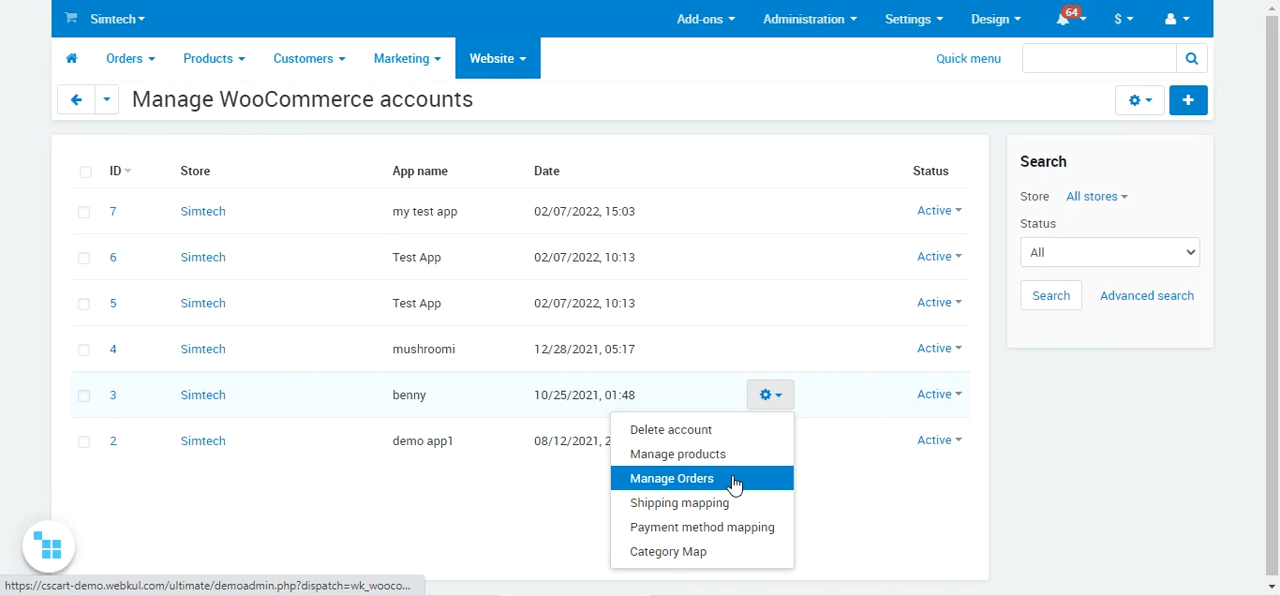 Simtech
Add-ons
Administration
Settings
Design
64
$
Orders
Products
Customers
Marketing
Website
Quick menu
Manage WooCommerce accounts
ID Store App name Date Status
7 Simtech my test app 02/07/2022, 15:03 Active
6 Simtech Test App 02/07/2022, 10:13 Active
5 Simtech Test App 02/07/2022, 10:13 Active
4 Simtech mushroomi 12/28/2021, 05:17 Active
3 Simtech benny 10/25/2021, 01:48 Active
2 Simtech demo app1 08/12/2021, 2 Active
Delete account
Manage products
Manage Orders
Shipping mapping
Payment method mapping
Category Map
Search
Store All stores
Status
All
Search Advanced search
https://cscart-demo.webkul.com/ultimate/demoadmin.php?dispatch=wk_wooco...